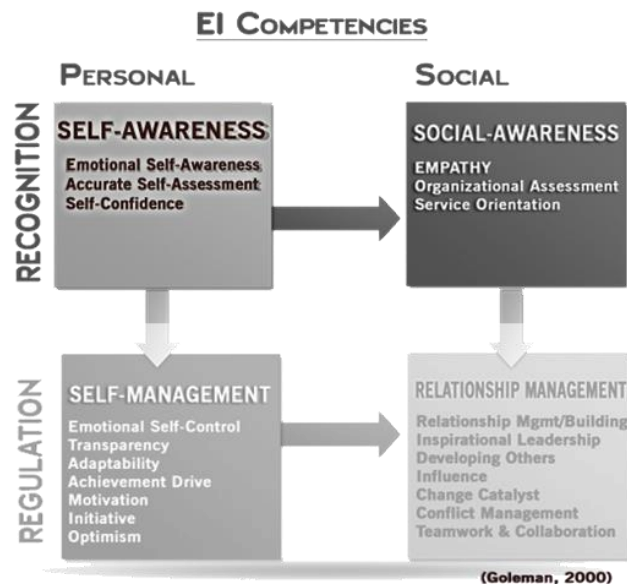 EI COMPETENCIES
PERSONAL
SOCIAL
RECOGNITION
SELF-AWARENESS
Emotional Self-Awareness
Accurate Self-Assessment
Self-Confidence
SOCIAL-AWARENESS
EMPATHY
Organizational Assessment
Service Orientation
REGULATION
SELF-MANAGEMENT
Emotional Self-Control
Transparency
Adaptability
Achievement Drive
Motivation
Initiative
Optimism
RELATIONSHIP MANAGEMENT
Relationship Mgmt/Building
Inspirational Leadership
Developing Others
Influence
Change Catalyst
Conflict Management
Teamwork & Collaboration
(Goleman, 2000)